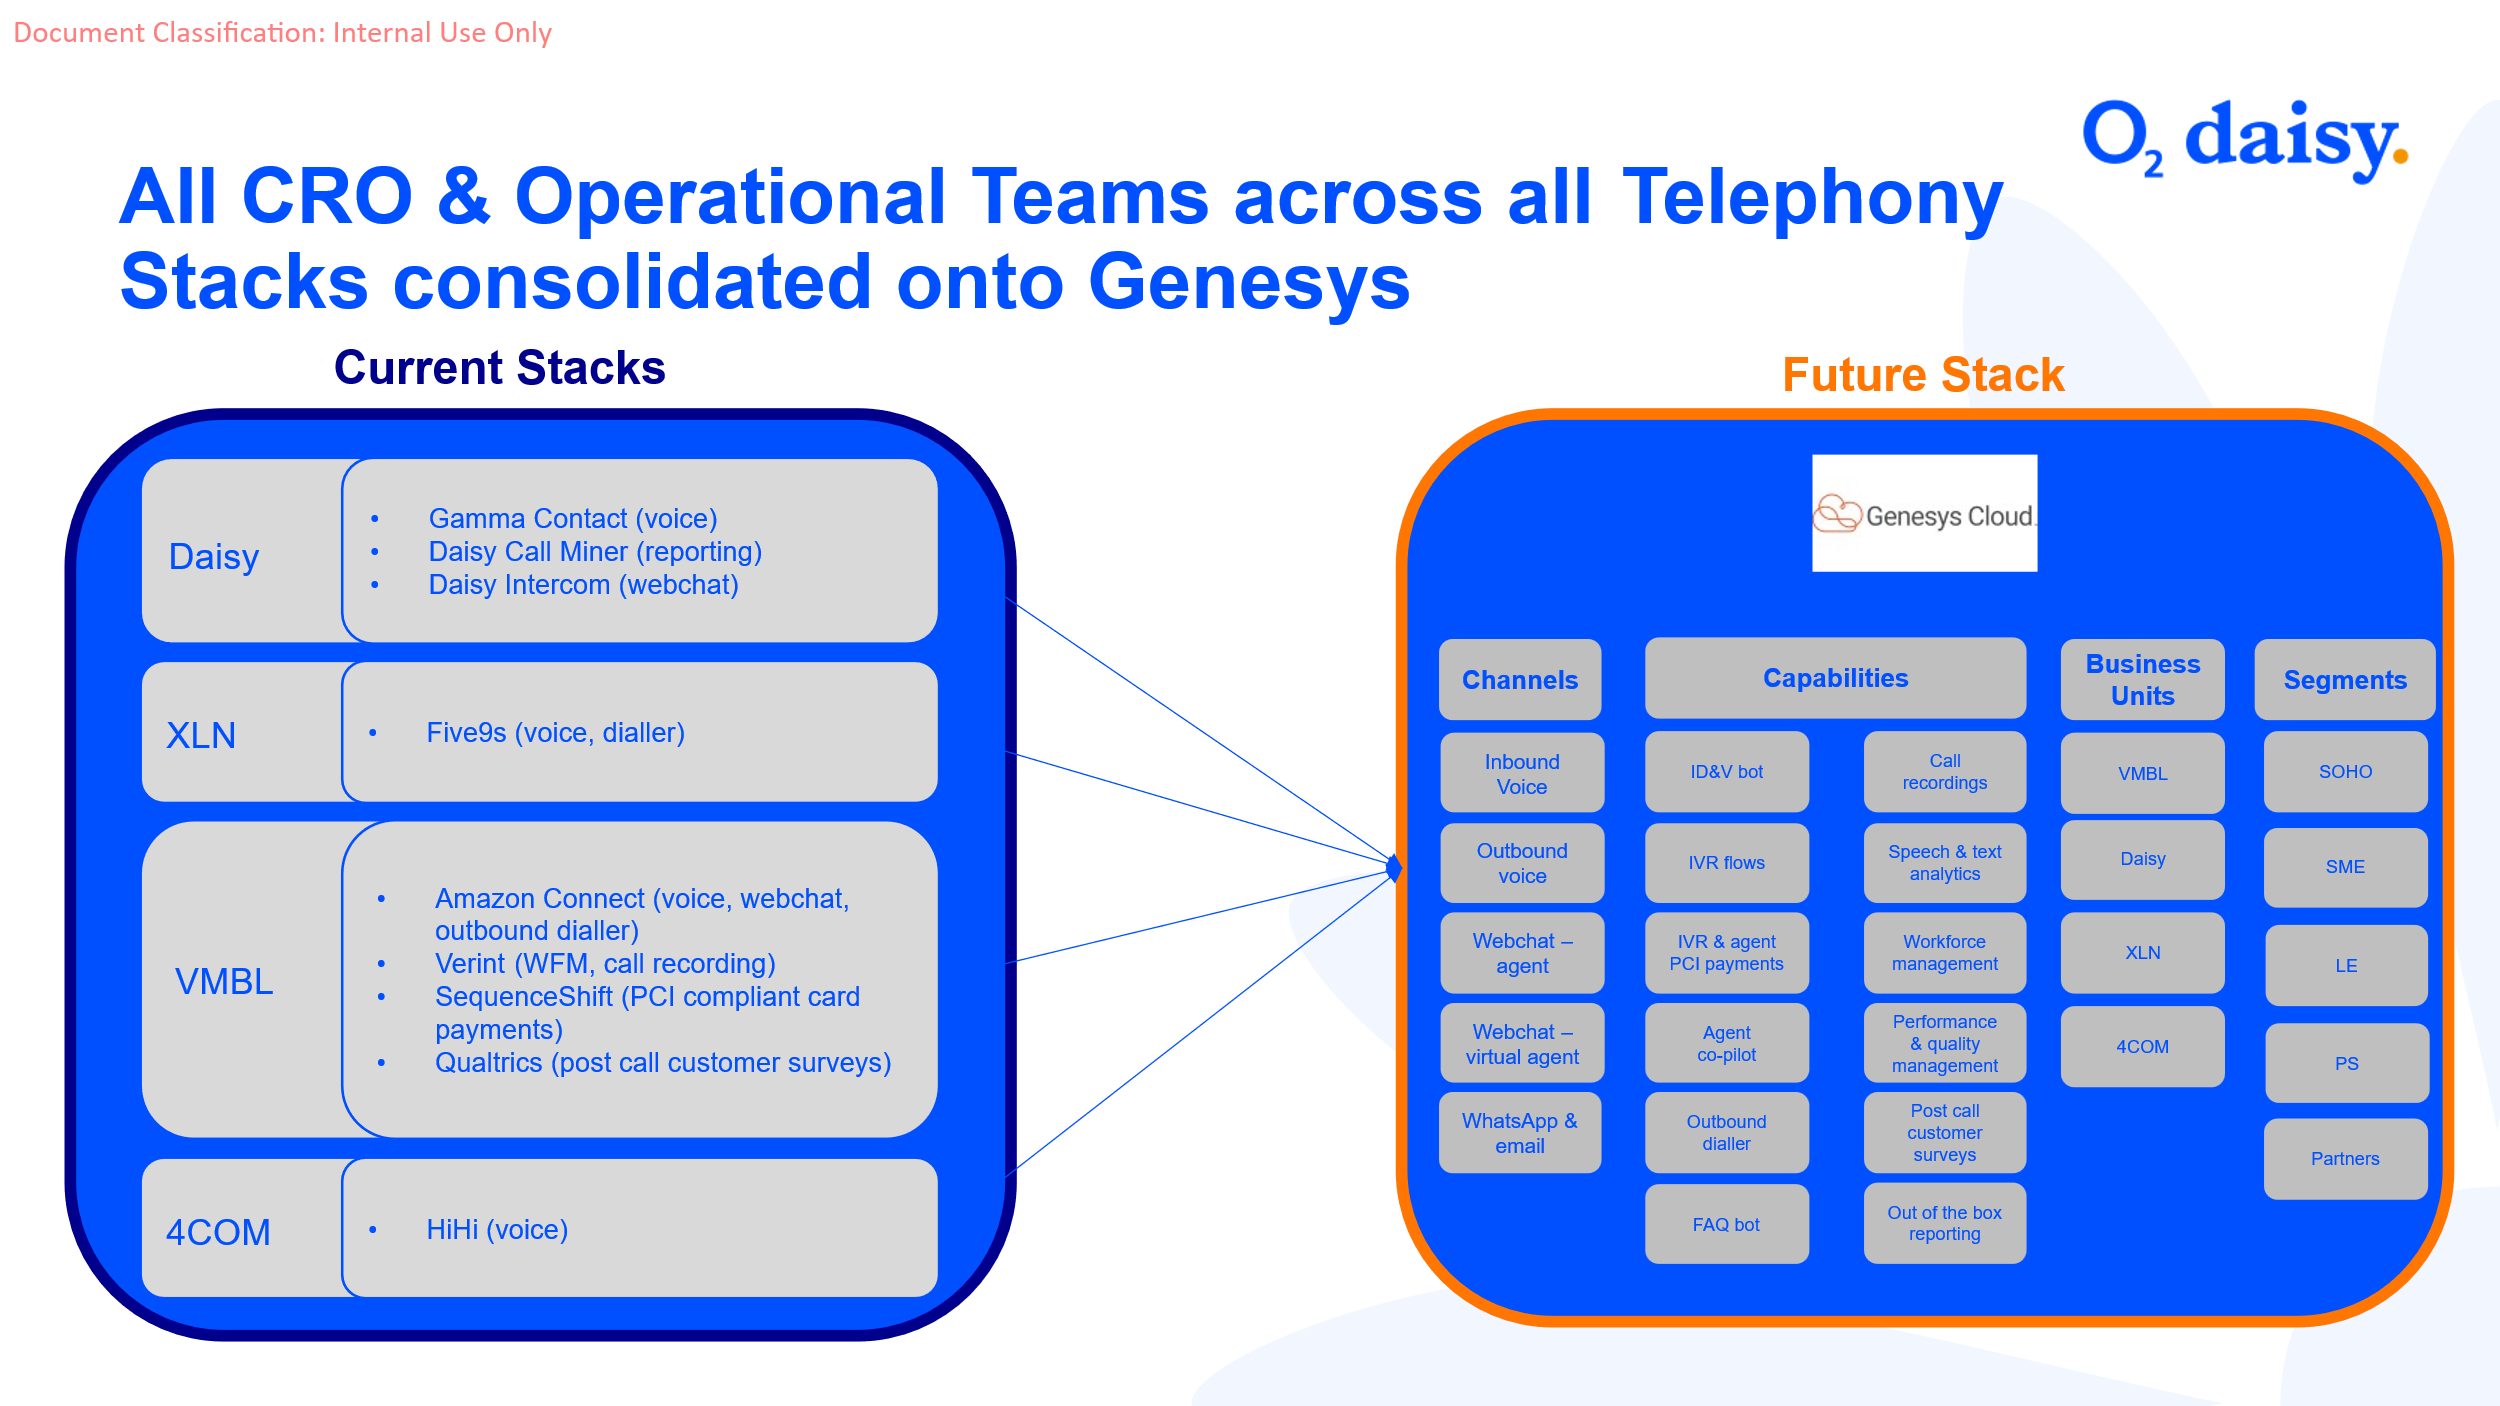 Document Classification: Internal Use Only
O2 daisy.
All CRO & Operational Teams across all Telephony
Stacks consolidated onto Genesys
Current Stacks
Daisy
• Gamma Contact (voice)
• Daisy Call Miner (reporting)
• Daisy Intercom (webchat)
XLN
• Five9s (voice, dialler)
VMBL
• Amazon Connect (voice, webchat,
outbound dialler)
• Verint (WFM, call recording)
• SequenceShift (PCI compliant card
payments)
• Qualtrics (post call customer surveys)
4COM
• HiHi (voice)
Future Stack
Genesys Cloud.
Channels
Inbound
Voice
Outbound
voice
Webchat –
agent
Webchat –
virtual agent
WhatsApp &
email
Capabilities
ID&V bot
IVR flows
IVR & agent
PCI payments
Agent
co-pilot
Outbound
dialler
FAQ bot
Call
recordings
Speech & text
analytics
Workforce
management
Performance
& quality
management
Post call
customer
surveys
Out of the box
reporting
Business
Units
VMBL
Daisy
XLN
4COM
Segments
SOHO
SME
LE
PS
Partners